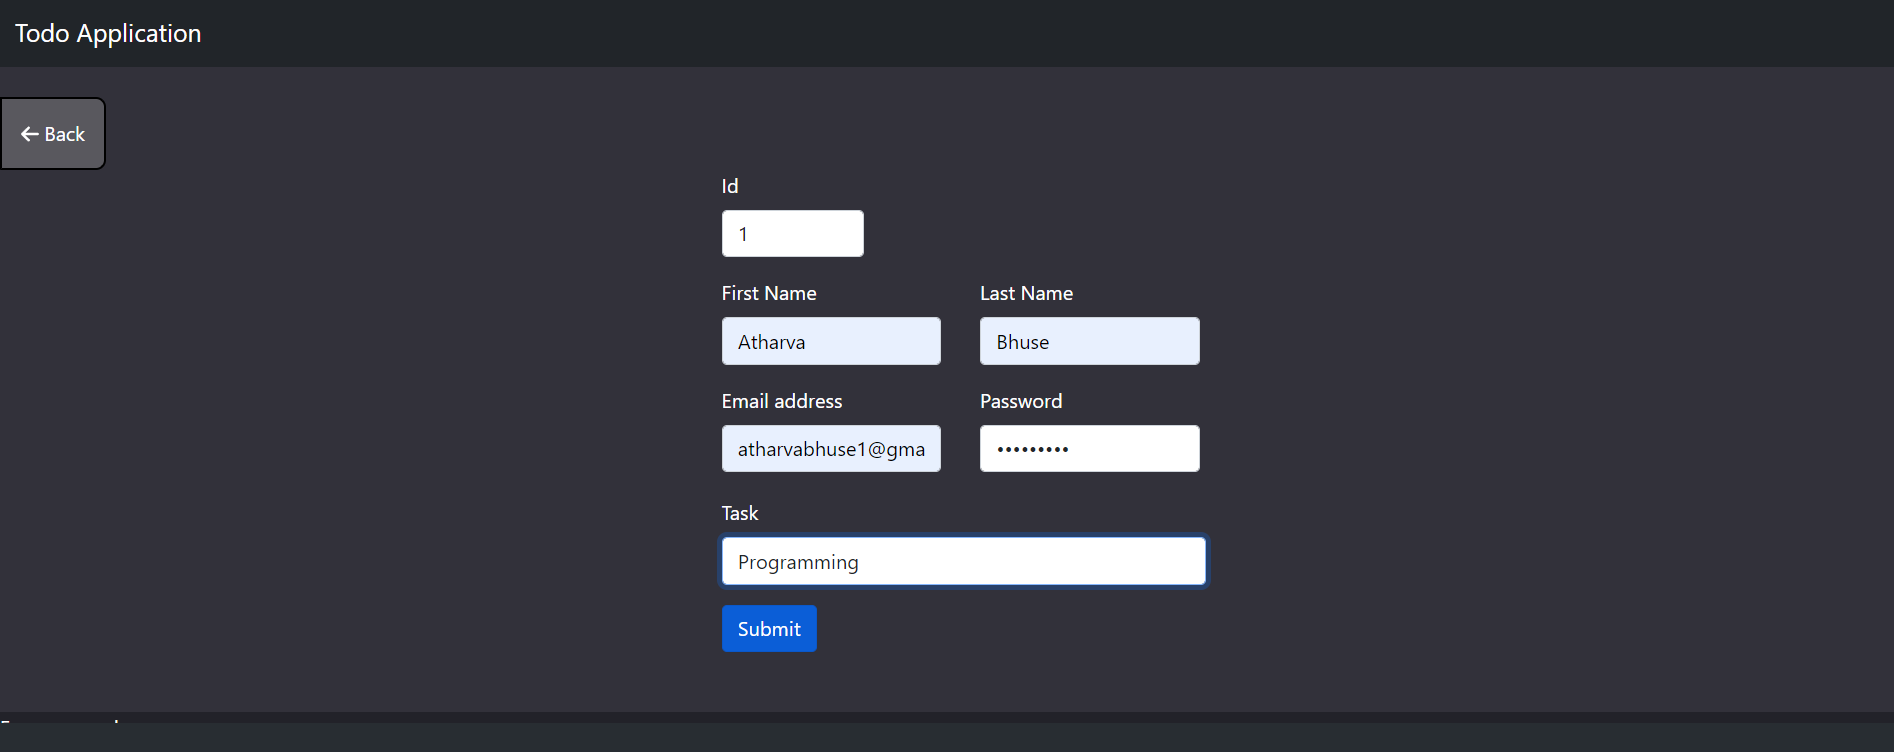 Todo Application
← Back
Id
1
First Name Last Name
Atharva Bhuse
Email address Password
atharvabhuse1@gma •••••••••
Task
Programming
Submit